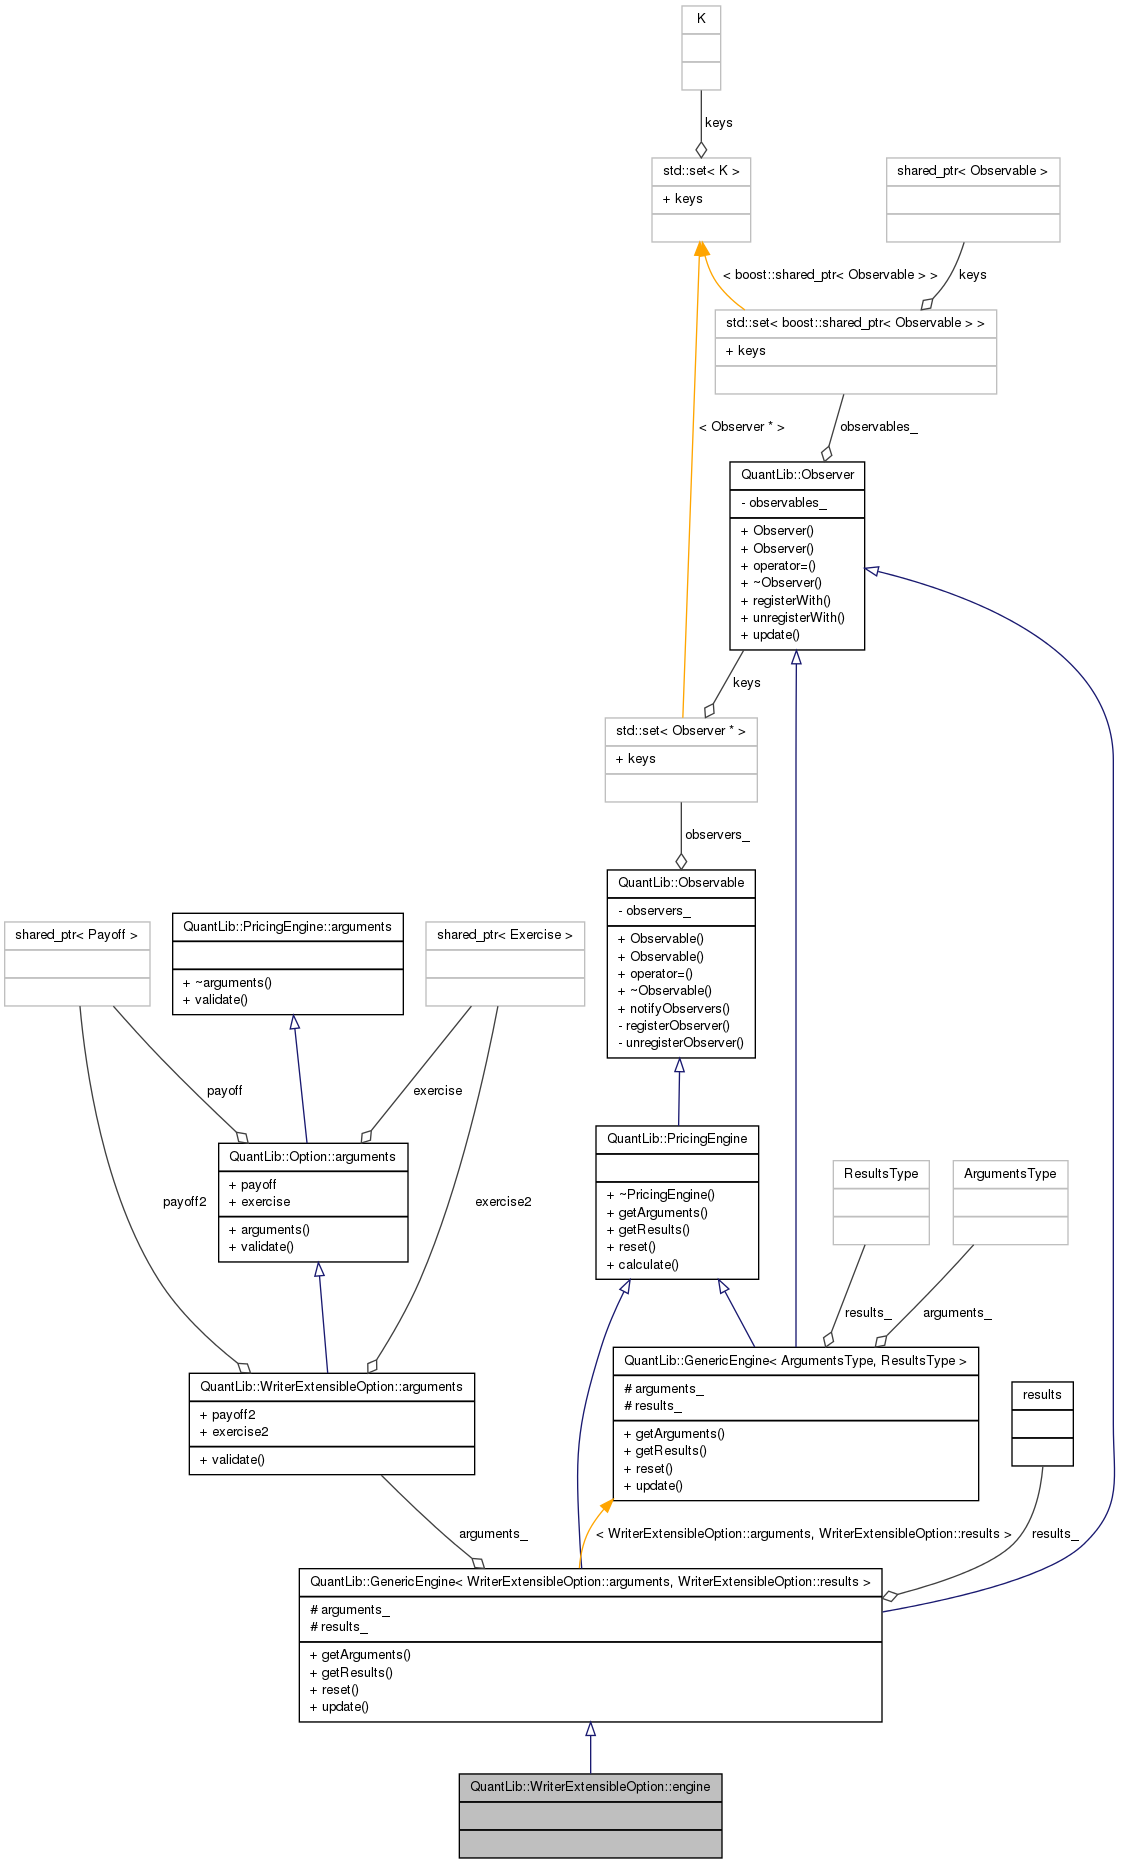 K
keys
std::set< K >
+ keys
shared_ptr< Observable >
< boost::shared_ptr< Observable > >
keys
std::set< boost::shared_ptr< Observable > >
+ keys
< Observer * >
observables_
QuantLib::Observer
- observables_
+ Observer()
+ Observer()
+ operator=()
+ ~Observer()
+ registerWith()
+ unregisterWith()
+ update()
keys
std::set< Observer * >
+ keys
observers_
QuantLib::Observable
- observers_
+ Observable()
+ Observable()
+ operator=()
+ ~Observable()
+ notifyObservers()
- registerObserver()
- unregisterObserver()
shared_ptr< Payoff >
QuantLib::PricingEngine::arguments
+ ~arguments()
+ validate()
shared_ptr< Exercise >
payoff
exercise
QuantLib::Option::arguments
+ payoff
+ exercise
+ arguments()
+ validate()
payoff2
exercise2
QuantLib::PricingEngine
+ ~PricingEngine()
+ getArguments()
+ getResults()
+ reset()
+ calculate()
ResultsType
ArgumentsType
results_
arguments_
QuantLib::WriterExtensibleOption::arguments
+ payoff2
+ exercise2
+ validate()
QuantLib::GenericEngine< ArgumentsType, ResultsType >
# arguments_
# results_
+ getArguments()
+ getResults()
+ reset()
+ update()
results
arguments_
< WriterExtensibleOption::arguments, WriterExtensibleOption::results >
results_
QuantLib::GenericEngine< WriterExtensibleOption::arguments, WriterExtensibleOption::results >
# arguments_
# results_
+ getArguments()
+ getResults()
+ reset()
+ update()
QuantLib::WriterExtensibleOption::engine